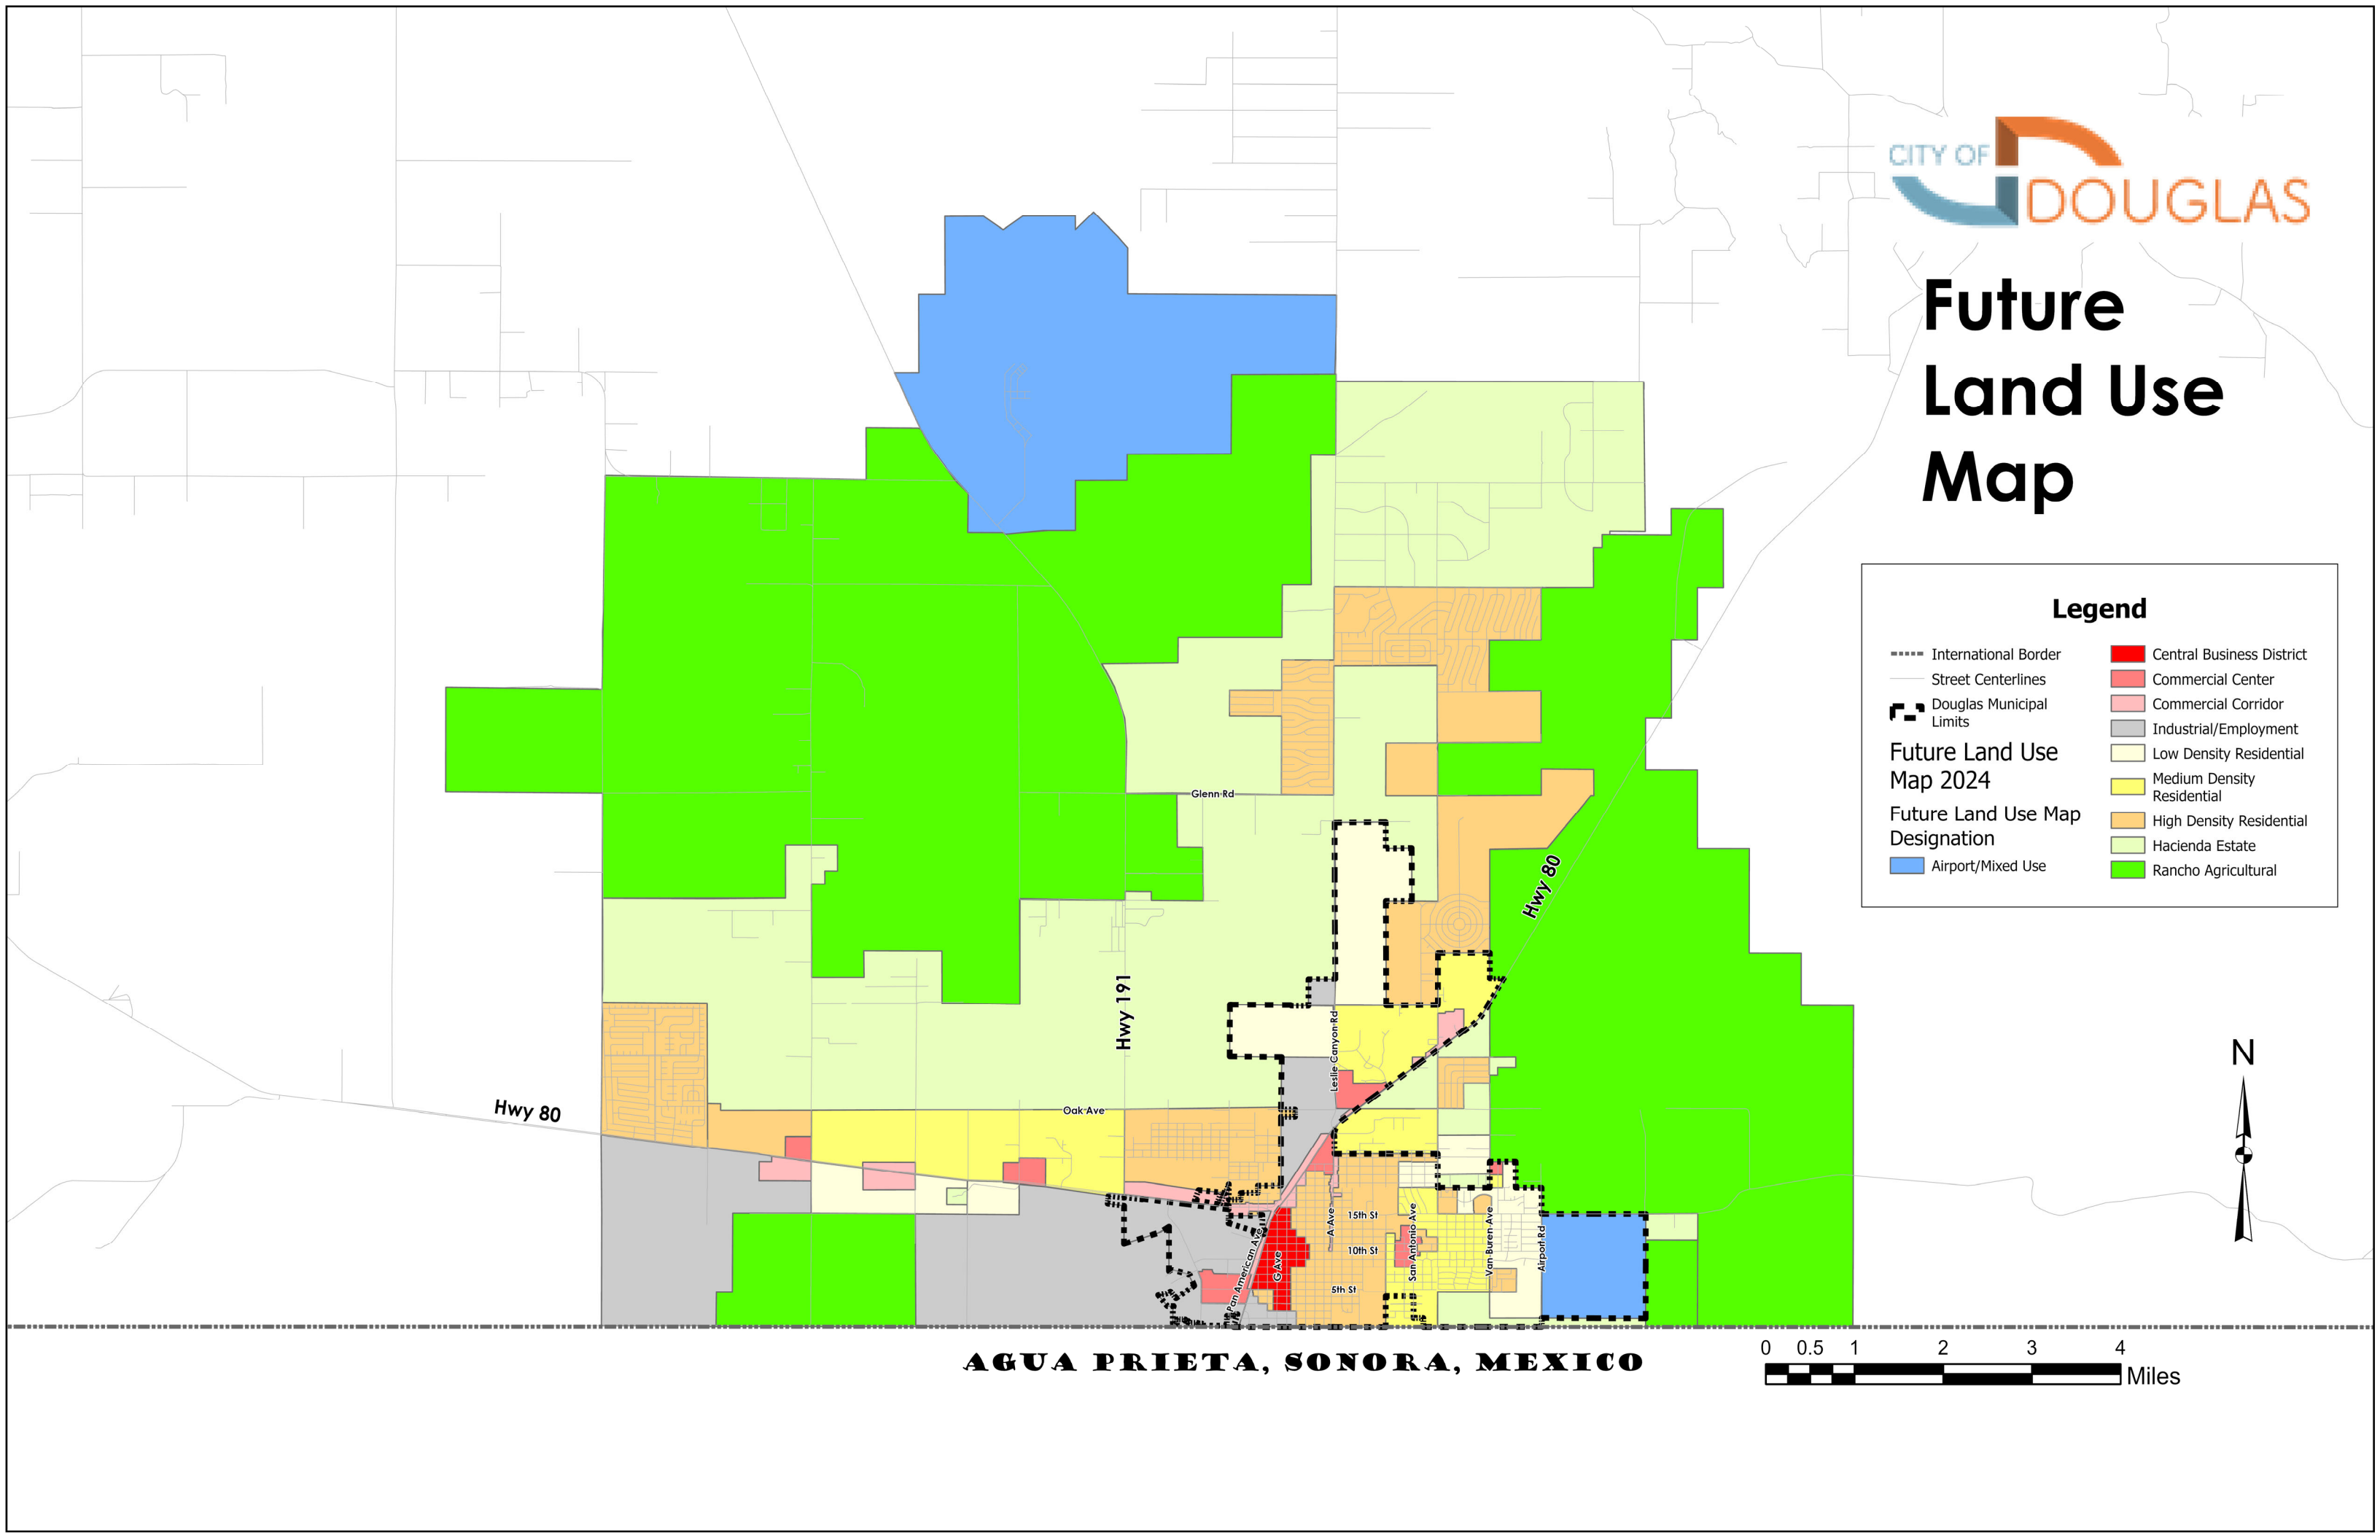 CITY OF
DOUGLAS
Future
Land Use
Map
Legend
International Border
Street Centerlines
Douglas Municipal
Limits
Future Land Use
Map 2024
Future Land Use Map
Designation
Airport/Mixed Use
Central Business District
Commercial Center
Commercial Corridor
Industrial/Employment
Low Density Residential
Medium Density
Residential
High Density Residential
Hacienda Estate
Rancho Agricultural
Glenn Rd
Hwy 80
Hwy 191
Leslie Canyon Rd
Hwy 80
Oak Ave
15th St
10th St
5th St
A Ave
G Ave
Pan American Ave
San Antonio Ave
Van Buren Ave
Airport Rd
N
AGUA PRIETA, SONORA, MEXICO
0 0.5 1 2 3 4
Miles